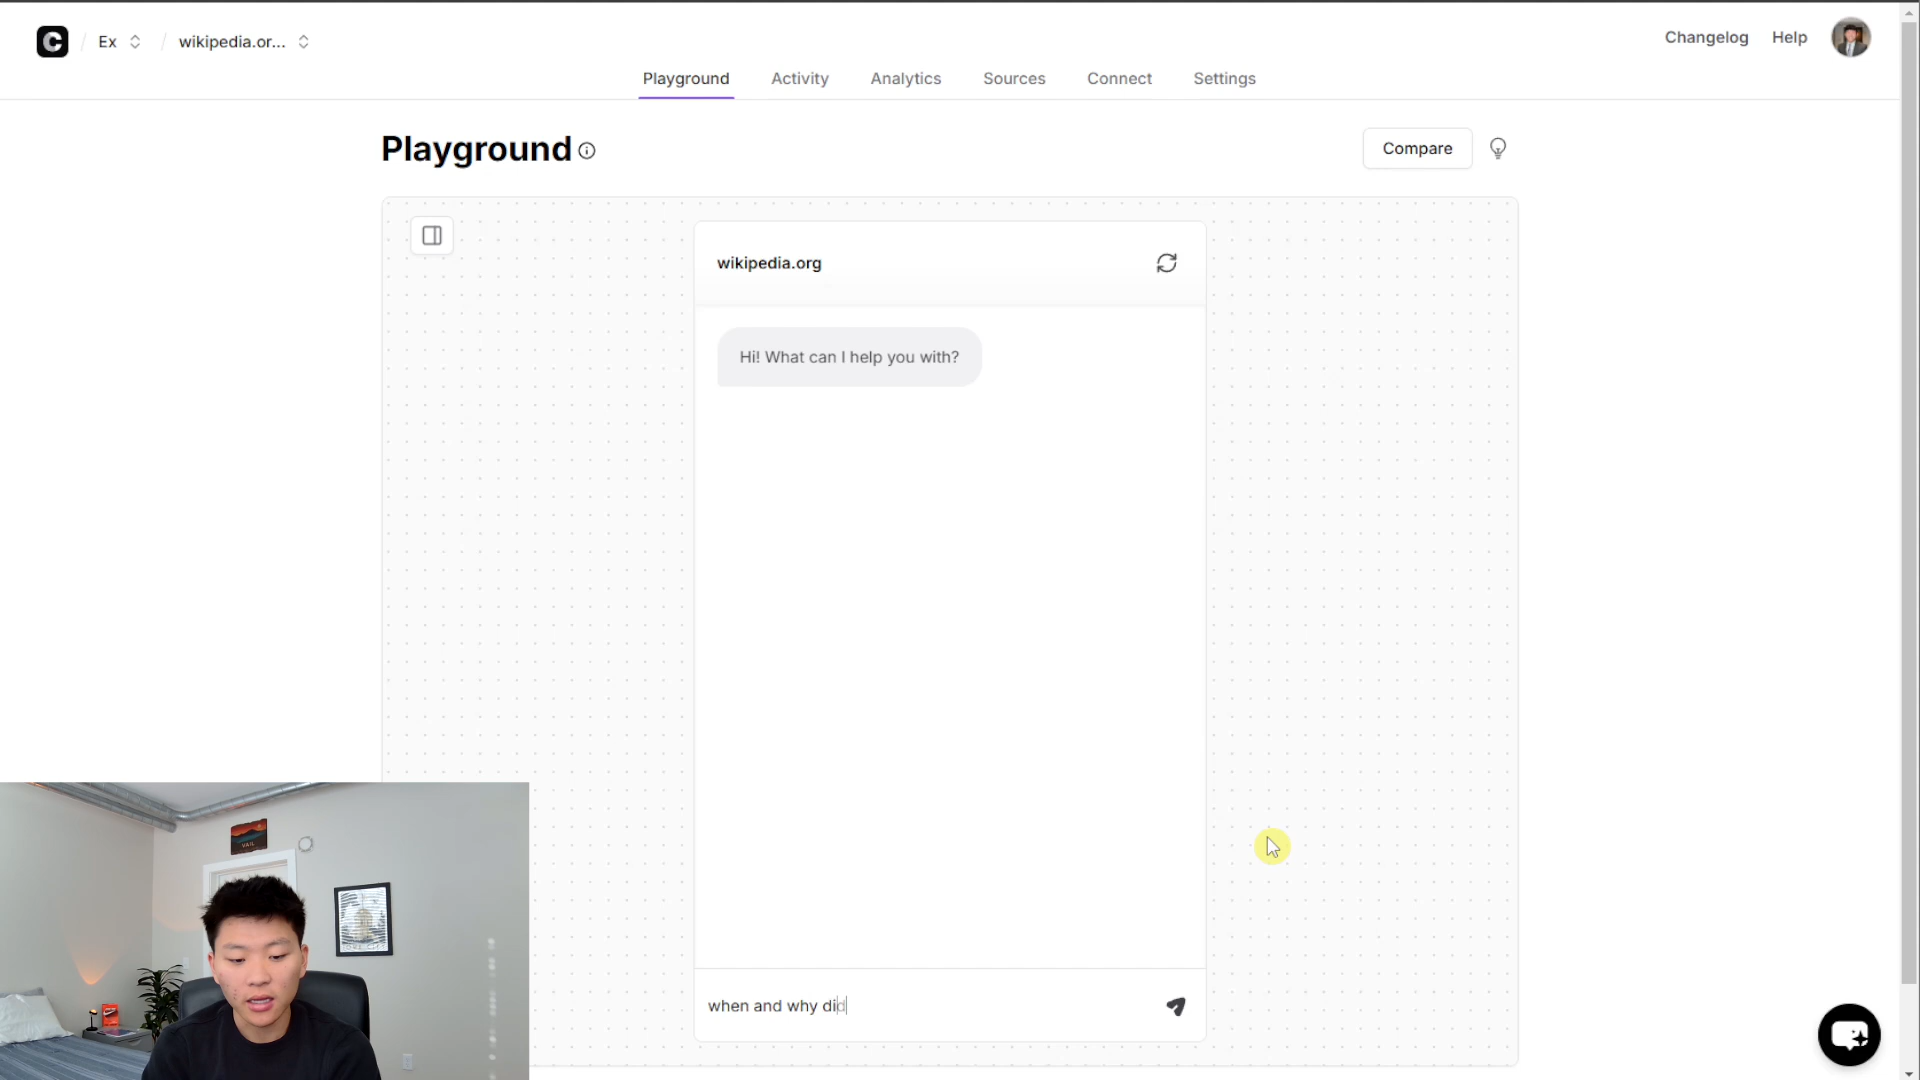 C / Ex / wikipedia.or...
Changelog Help
Playground Activity Analytics Sources Connect Settings
Playground
Compare
wikipedia.org
Hi! What can I help you with?
when and why did
VAIL